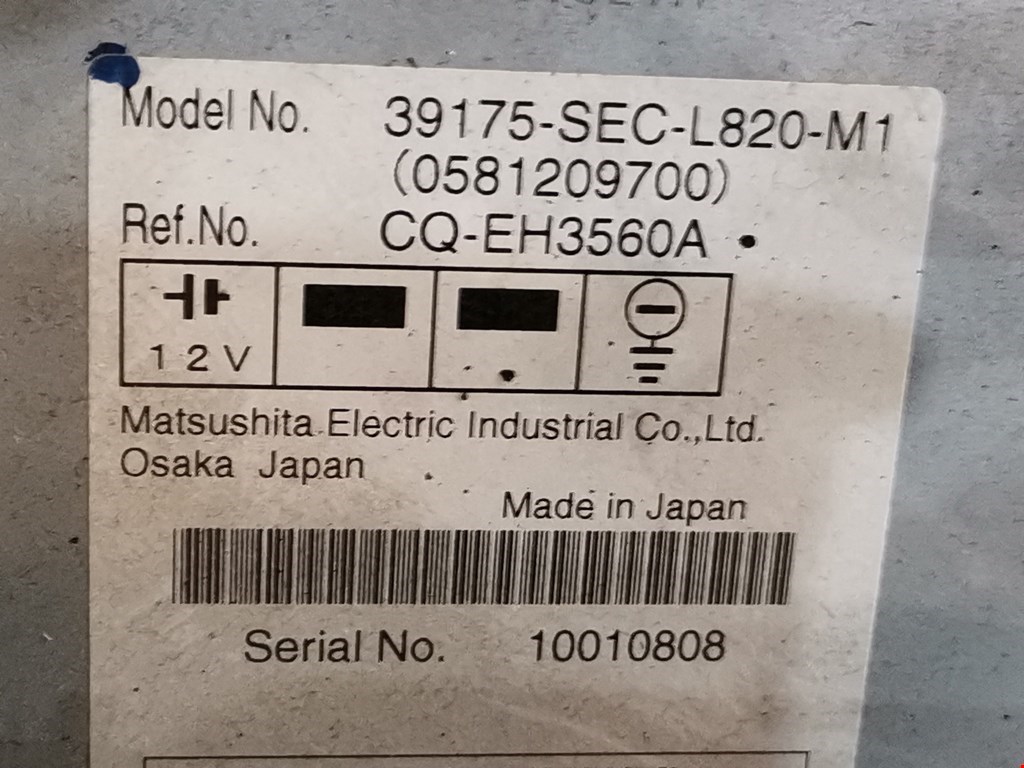 Model No. 39175-SEC-L820-M1
(0581209700)
Ref.No. CQ-EH3560A
12V
Matsushita Electric Industrial Co.,Ltd.
Osaka Japan
Made in Japan
Serial No. 10010808